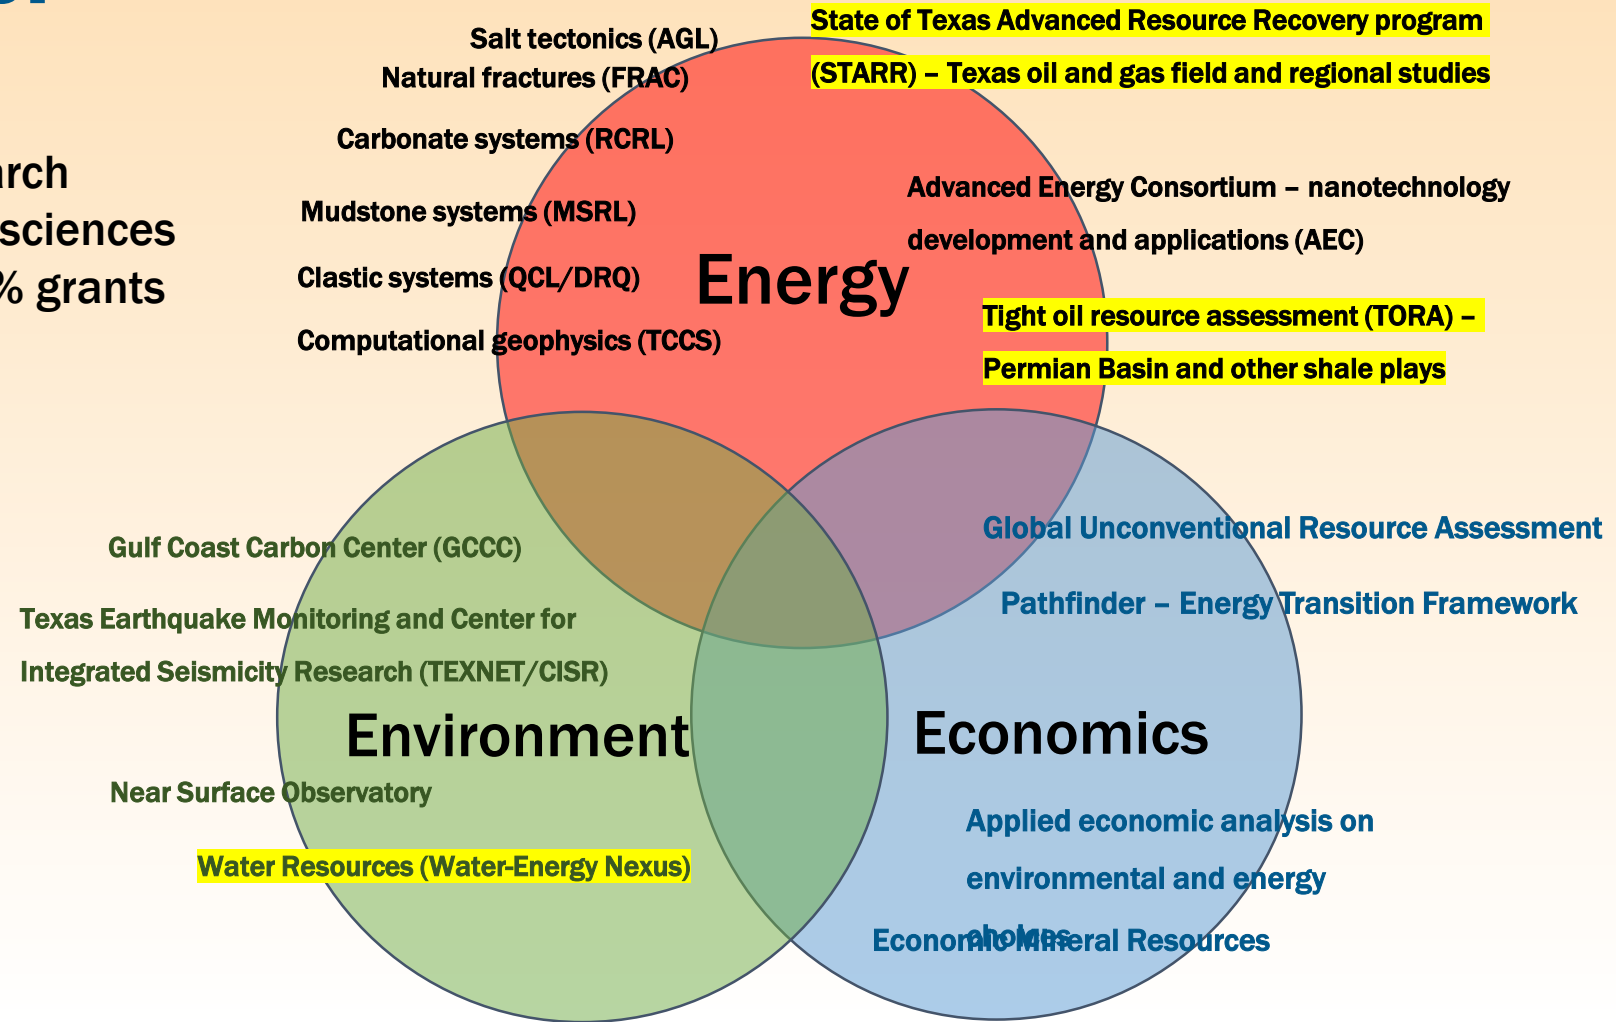 arch
sciences
% grants
Salt tectonics (AGL)
Natural fractures (FRAC)
Carbonate systems (RCRL)
Mudstone systems (MSRL)
Clastic systems (QCL/DRQ)
Computational geophysics (TCCS)
State of Texas Advanced Resource Recovery program
(STARR) – Texas oil and gas field and regional studies
Advanced Energy Consortium – nanotechnology
development and applications (AEC)
Energy
Tight oil resource assessment (TORA) –
Permian Basin and other shale plays
Gulf Coast Carbon Center (GCCC)
Texas Earthquake Monitoring and Center for
Integrated Seismicity Research (TEXNET/CISR)
Environment
Near Surface Observatory
Water Resources (Water-Energy Nexus)
Global Unconventional Resource Assessment
Pathfinder – Energy Transition Framework
Economics
Applied economic analysis on
environmental and energy
choices
Economic Mineral Resources